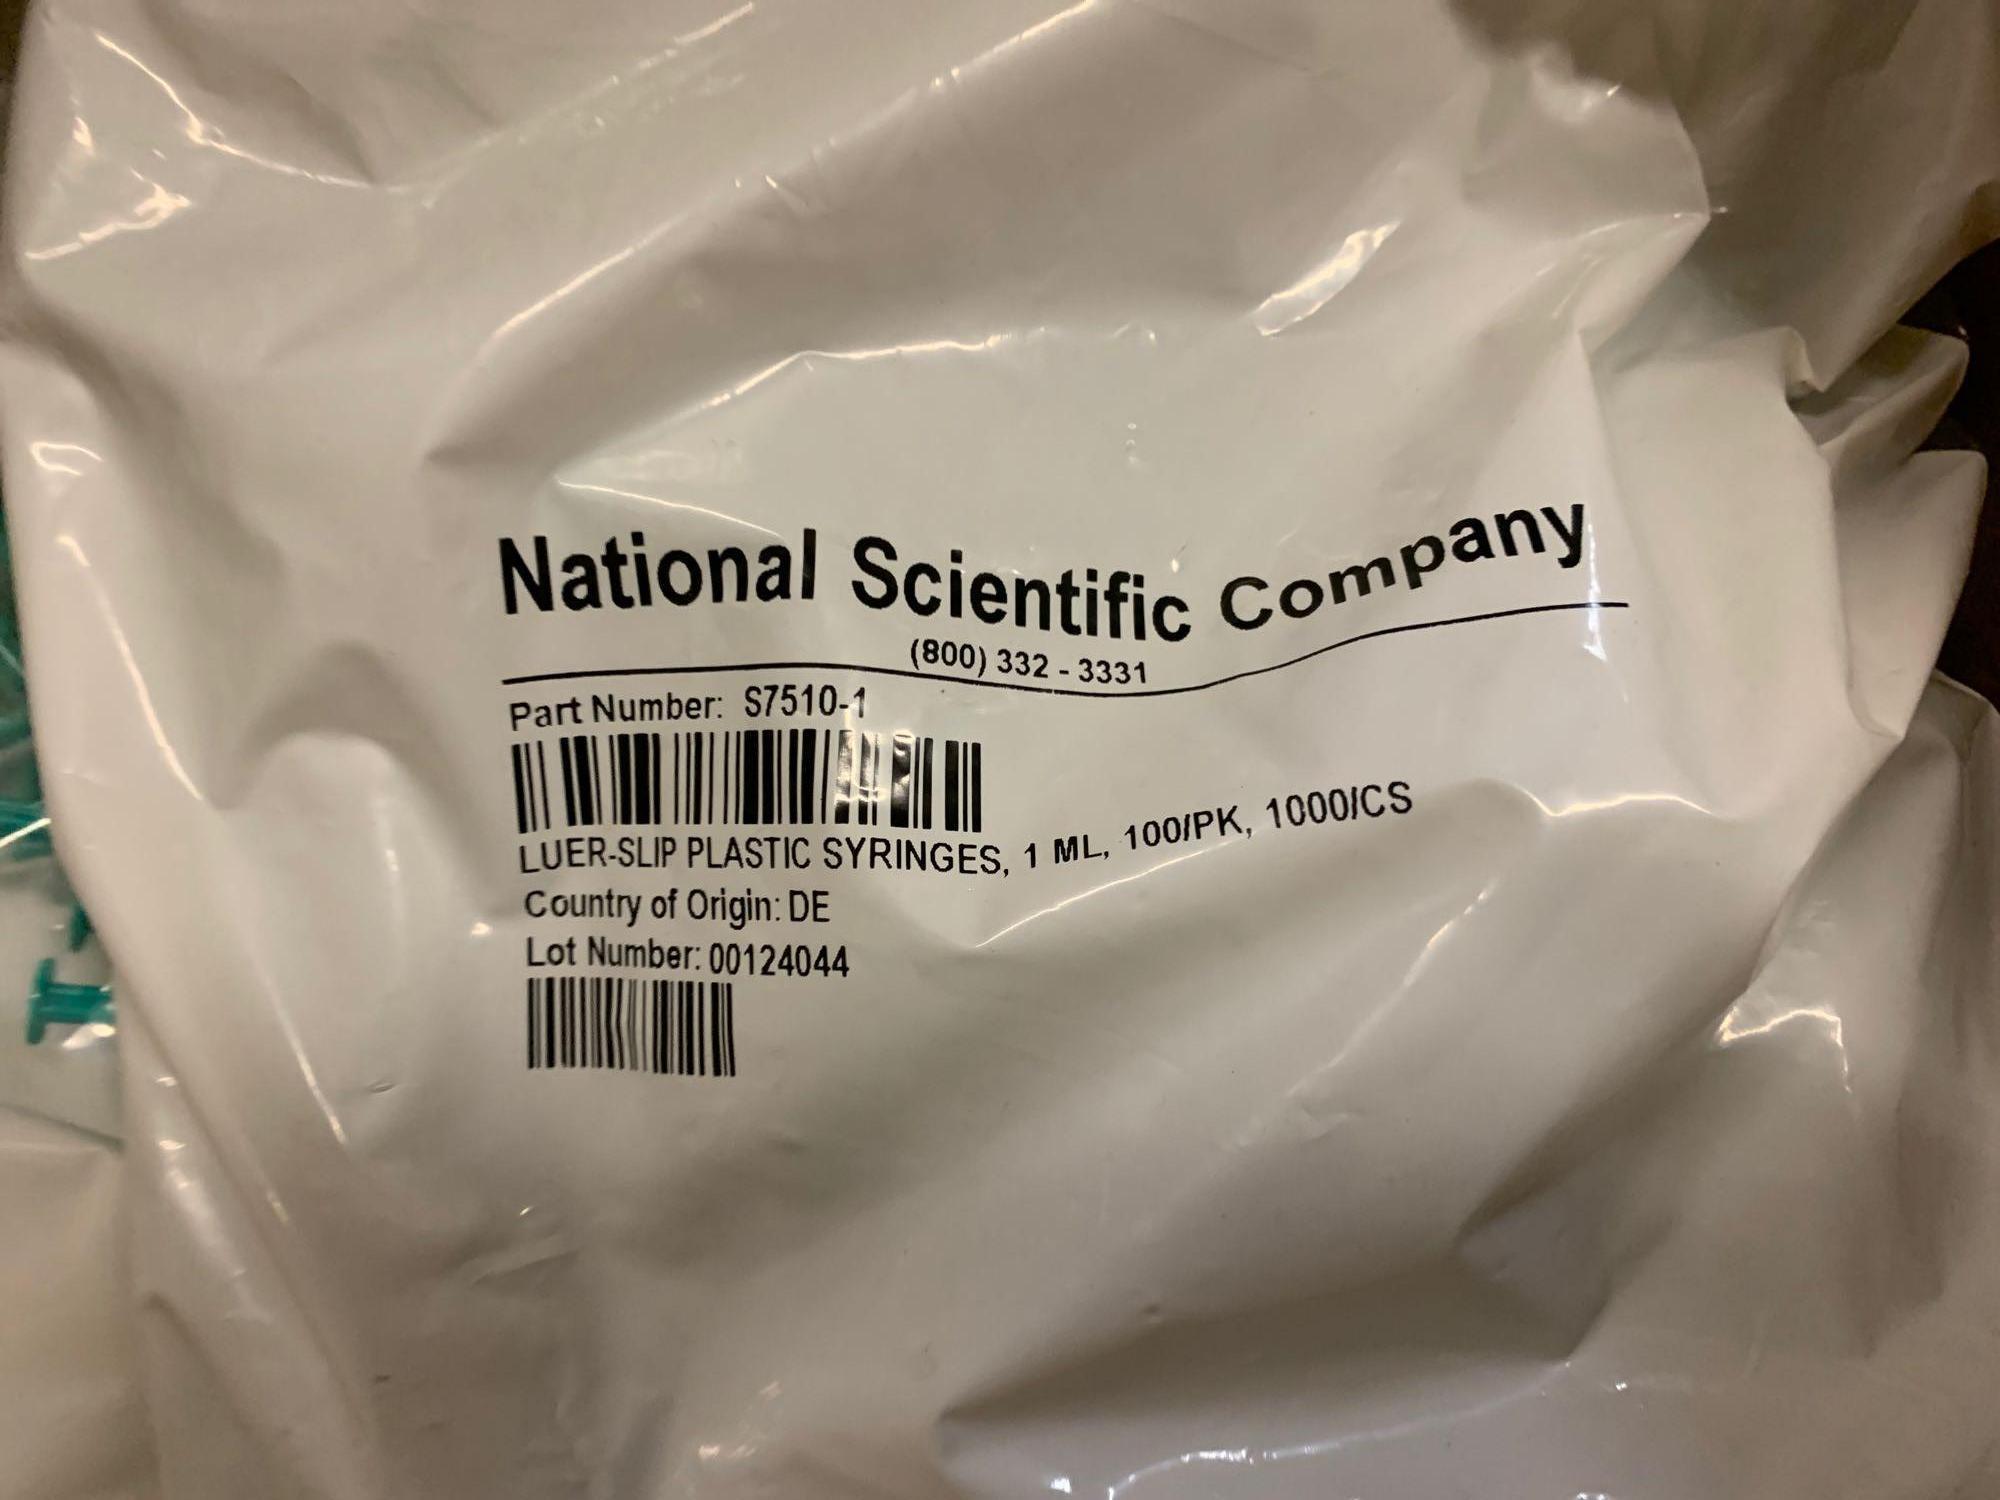 National Scientific Company
(800) 332 - 3331
Part Number: S7510-1
LUER-SLIP PLASTIC SYRINGES, 1 ML, 100/PK, 1000/CS
Country of Origin: DE
Lot Number: 00124044